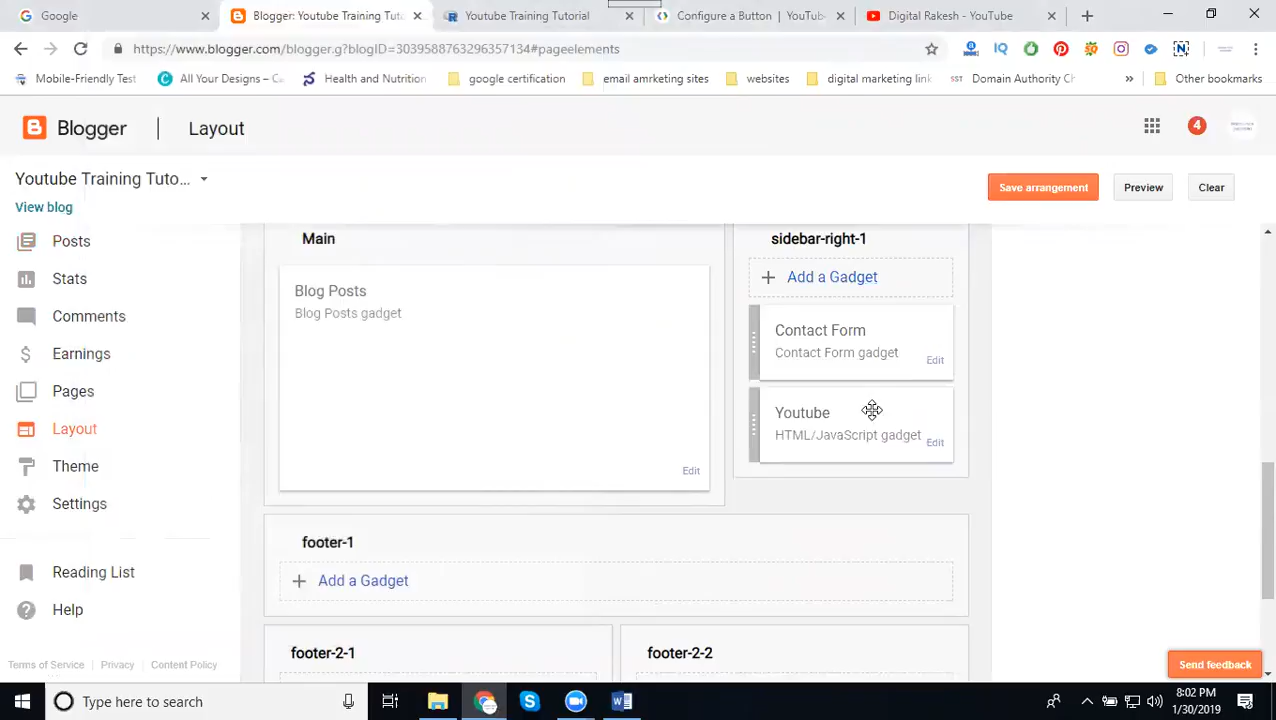 Google
Blogger: Youtube Training Tuto
Youtube Training Tutorial
Configure a Button | YouTub
Digital Rakesh - YouTube
https://www.blogger.com/blogger.g?blogID=3039588763296357134#pageelements
Mobile-Friendly Test
All Your Designs – Ca
Health and Nutrition
google certification
email amrketing sites
websites
digital marketing link
Domain Authority Ch
Other bookmarks
Blogger
Layout
4
Youtube Training Tuto...
View blog
Save arrangement
Preview
Clear
Posts
Stats
Comments
Earnings
Pages
Layout
Theme
Settings
Reading List
Help
Terms of Service
Privacy
Content Policy
Main
Blog Posts
Blog Posts gadget
Edit
sidebar-right-1
Add a Gadget
Contact Form
Contact Form gadget
Edit
Youtube
HTML/JavaScript gadget
Edit
footer-1
Add a Gadget
footer-2-1
footer-2-2
Send feedback
Type here to search
8:02 PM
1/30/2019